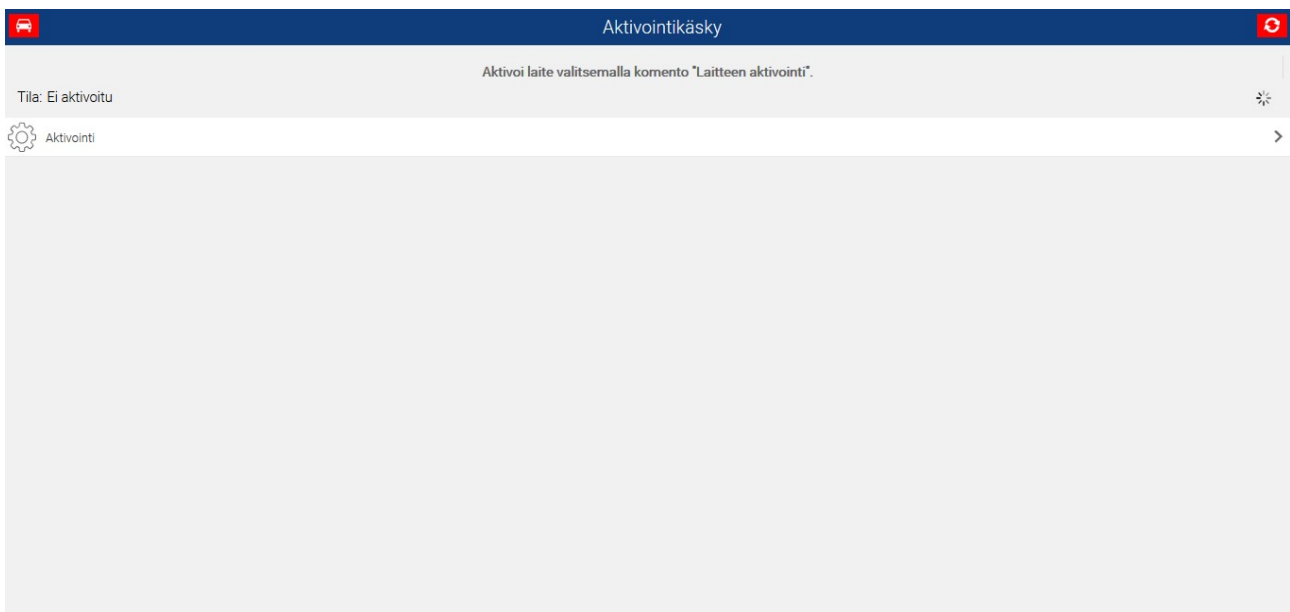 Aktivointikäsky
Aktivoi laite valitsemalla komento "Laitteen aktivointi".
Tila: Ei aktivoitu
Aktivointi